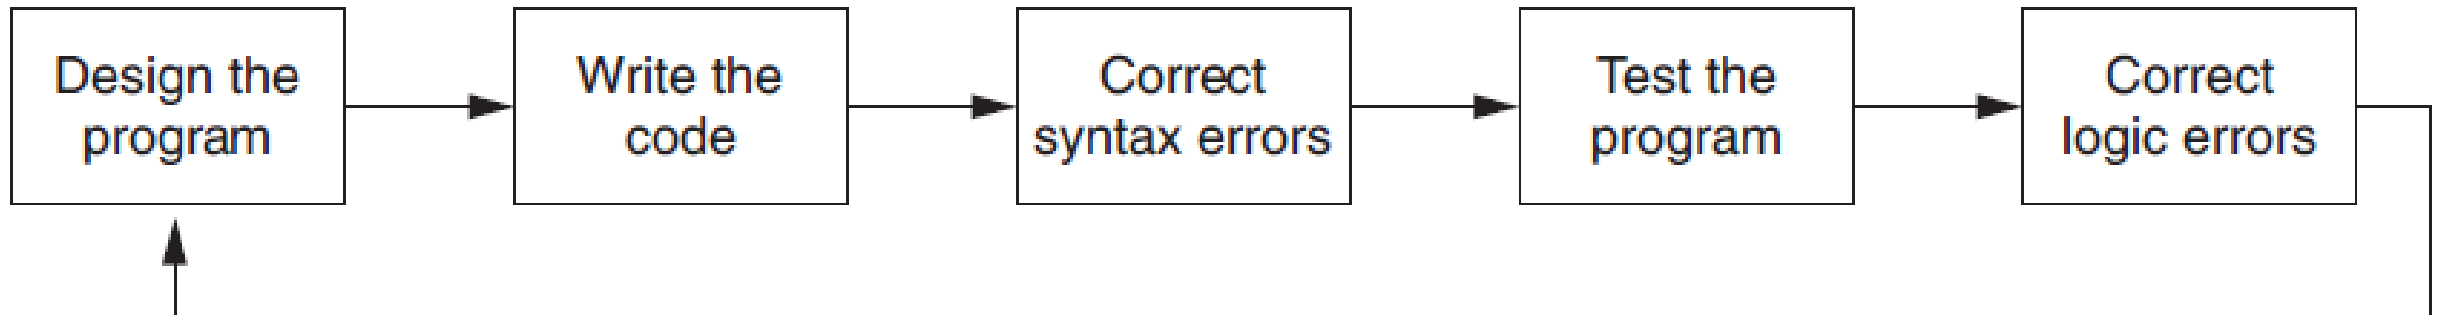 Design the
program
Write the
code
Correct
syntax errors
Test the
program
Correct
logic errors